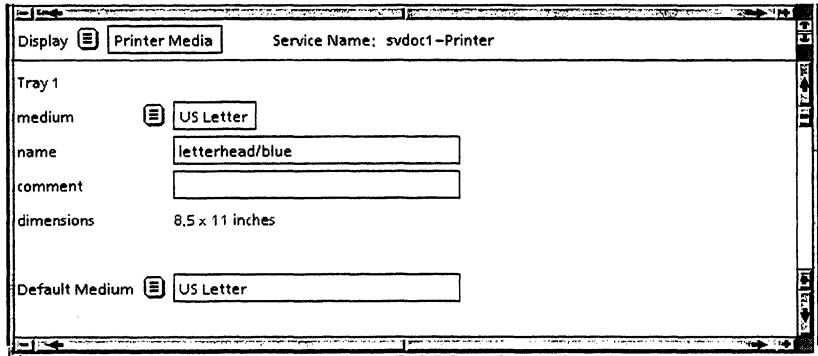 Display Printer Media Service Name: svdoc1-Printer
Tray 1
medium US Letter
name letterhead/blue
comment
dimensions 8.5 x 11 inches
Default Medium US Letter